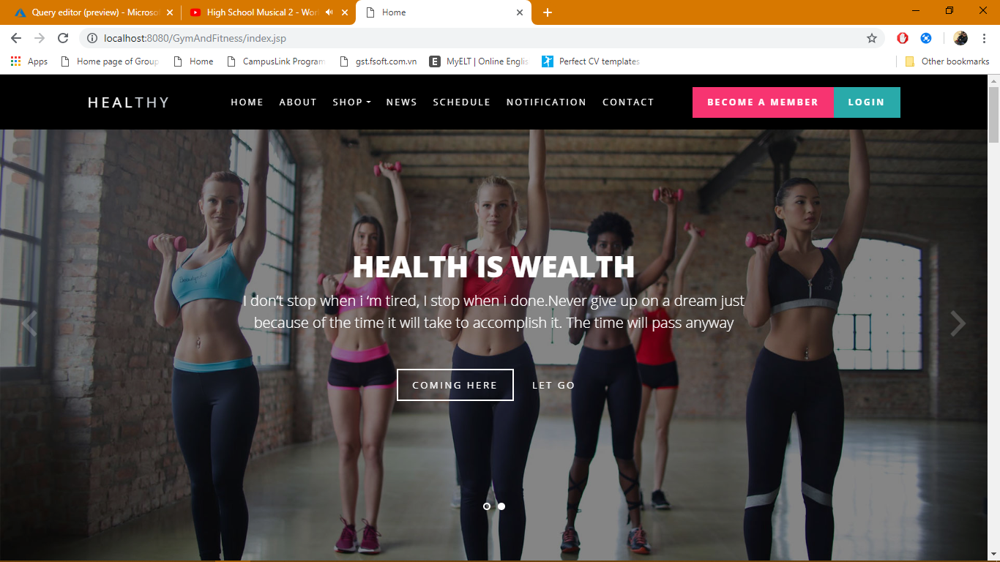 Query editor (preview) - Microso
High School Musical 2 - Wor
Home
localhost:8080/GymAndFitness/index.jsp
Apps
Home page of Group
Home
CampusLink Program
gst.fsoft.com.vn
E MyELT | Online Englis
Perfect CV templates
Other bookmarks
HEALTHY
HOME
ABOUT
SHOP
NEWS
SCHEDULE
NOTIFICATION
CONTACT
BECOME A MEMBER
LOGIN
HEALTH IS WEALTH
I don't stop when i 'm tired, I stop when i done.Never give up on a dream just
because of the time it will take to accomplish it. The time will pass anyway
COMING HERE
LET GO